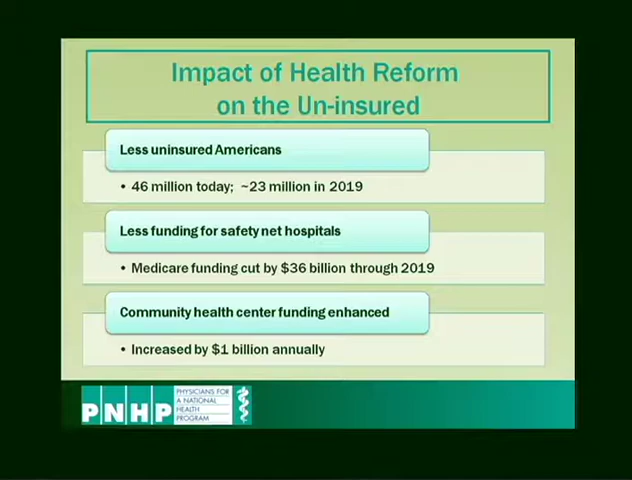 Impact of Health Reform
on the Un-insured
Less uninsured Americans
• 46 million today;  ~23 million in 2019
Less funding for safety net hospitals
• Medicare funding cut by $36 billion through 2019
Community health center funding enhanced
• Increased by $1 billion annually
PNHP
PHYSICIANS FOR
A NATIONAL
HEALTH
PROGRAM